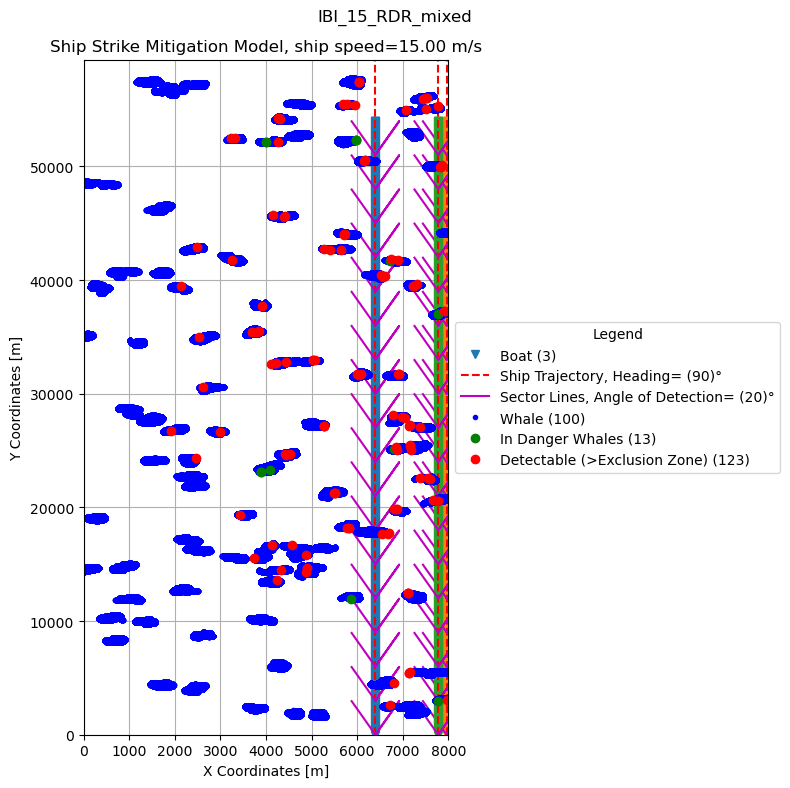 IBI_15_RDR_mixed
Ship Strike Mitigation Model, ship speed=15.00 m/s
Y Coordinates [m]
50000
40000
30000
20000
10000
0
0 1000 2000 3000 4000 5000 6000 7000 8000
X Coordinates [m]
Legend
Boat (3)
Ship Trajectory, Heading= (90)°
Sector Lines, Angle of Detection= (20)°
Whale (100)
In Danger Whales (13)
Detectable (>Exclusion Zone) (123)